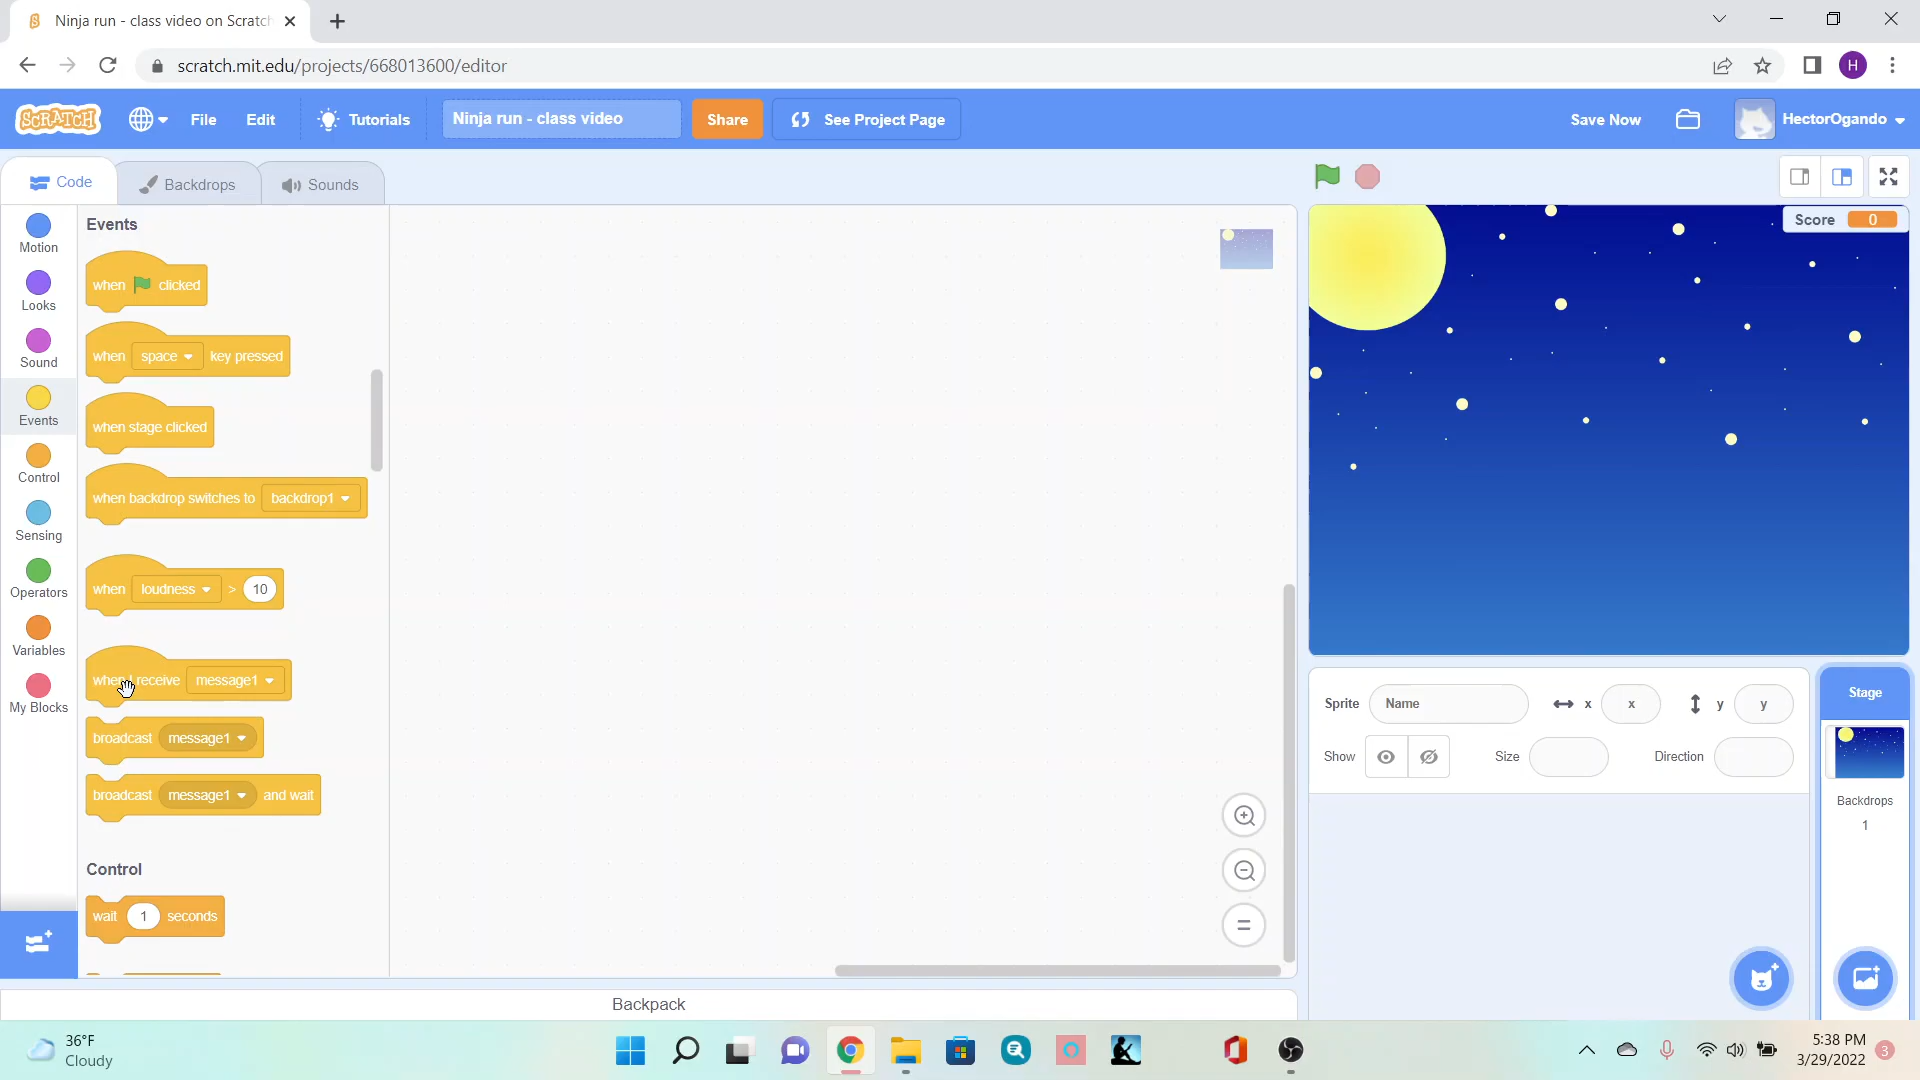 Ninja run - class video on Scratch
scratch.mit.edu/projects/668013600/editor
H
SCRATCH
File
Edit
Tutorials
Ninja run - class video
Share
See Project Page
Save Now
HectorOgando
Code
Backdrops
Sounds
Motion
Looks
Sound
Events
Control
Sensing
Operators
Variables
My Blocks
Events
when clicked
when space key pressed
when stage clicked
when backdrop switches to backdrop1
when loudness > 10
when I receive message1
broadcast message1
broadcast message1 and wait
Control
wait 1 seconds
Score 0
Sprite Name
x x
y y
Show
Size
Direction
Stage
Backdrops
1
Backpack
36°F
Cloudy
5:38 PM
3/29/2022
3